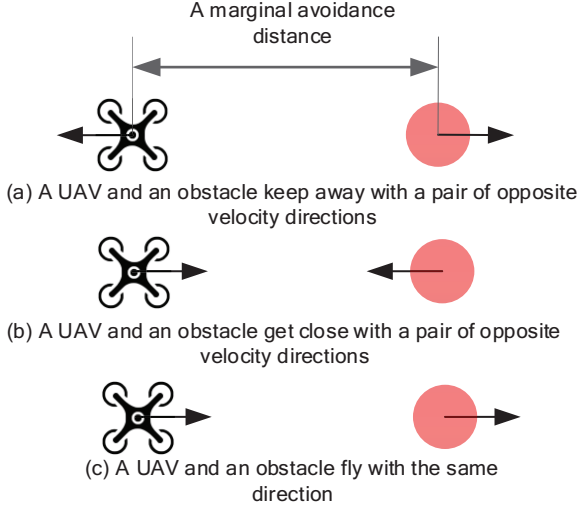 A marginal avoidance
distance
(a) A UAV and an obstacle keep away with a pair of opposite
velocity directions
(b) A UAV and an obstacle get close with a pair of opposite
velocity directions
(c) A UAV and an obstacle fly with the same
direction